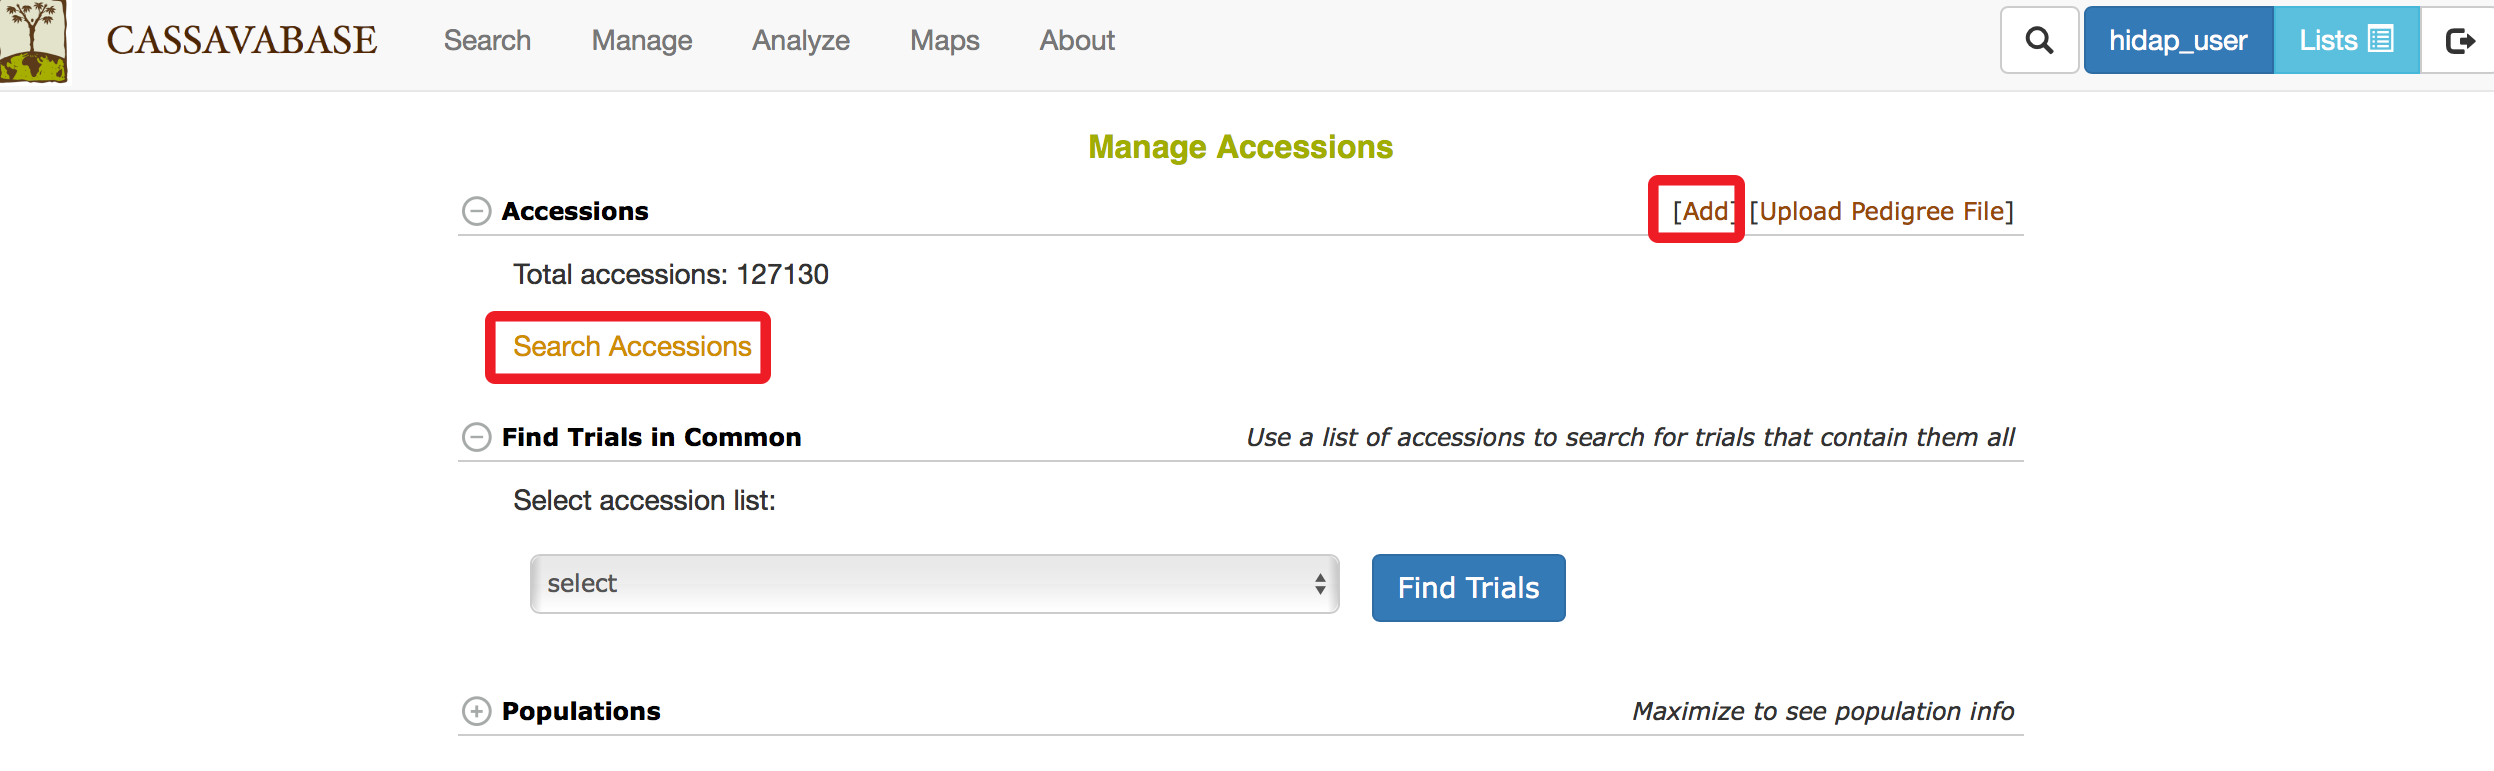 CASSAVABASE Search Manage Analyze Maps About hidap_user Lists
Manage Accessions
Accessions [Add] [Upload Pedigree File]
Total accessions: 127130
Search Accessions
Find Trials in Common Use a list of accessions to search for trials that contain them all
Select accession list:
select Find Trials
Populations Maximize to see population info